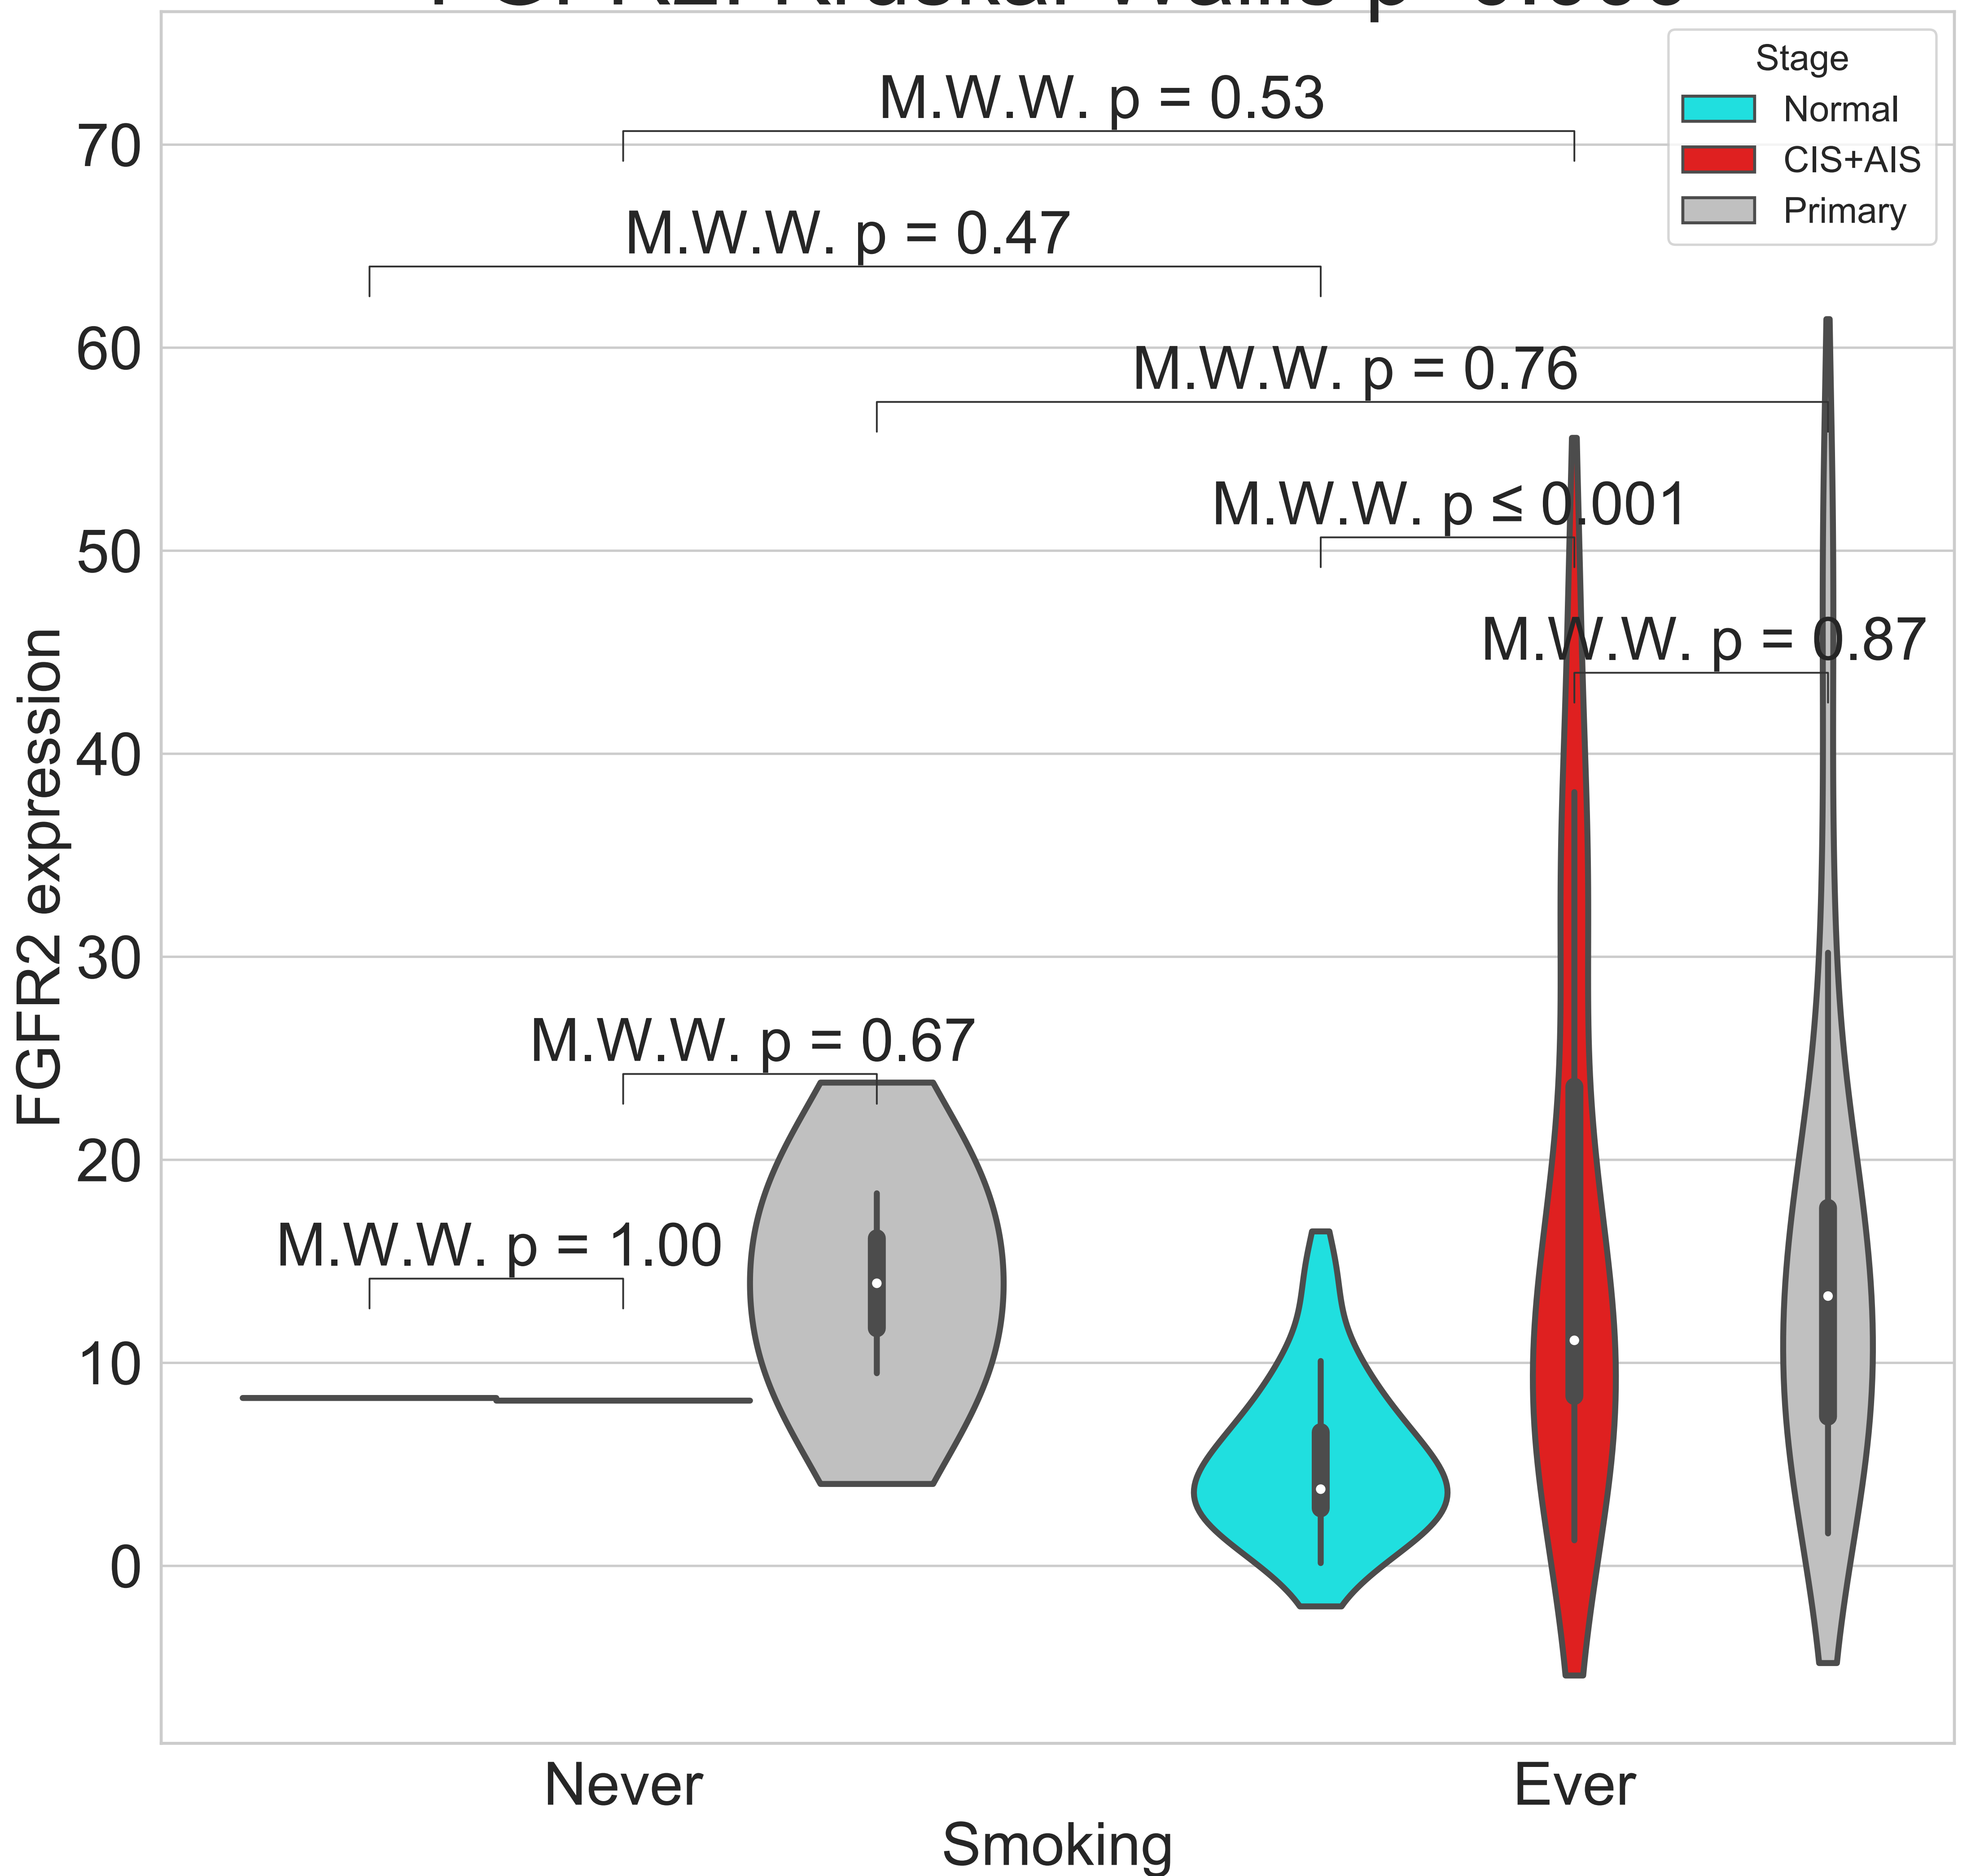 Stage
Normal
CIS+AIS
Primary
M.W.W. p = 0.53
M.W.W. p = 0.47
M.W.W. p = 0.76
M.W.W. p ≤ 0.001
M.W.W. p = 0.87
M.W.W. p = 0.67
M.W.W. p = 1.00
70
60
50
40
30
20
10
0
FGFR2 expression
Never
Ever
Smoking